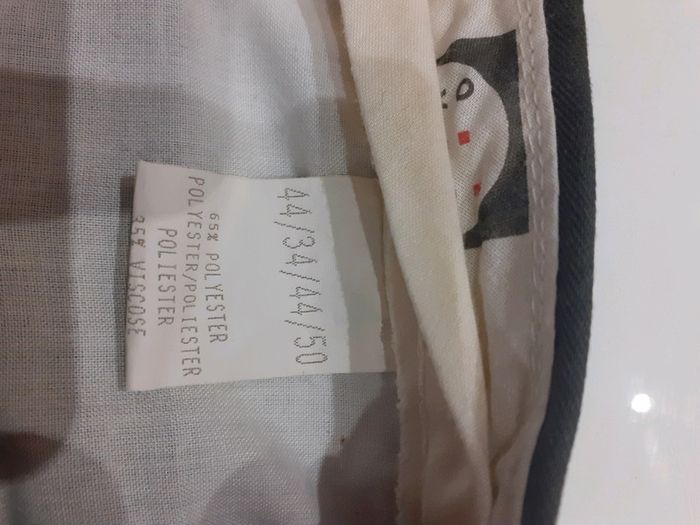 44/34/44/50
65% POLYESTER
POLYESTER/POLIESTER
POLIESTER
35% VISCOSE